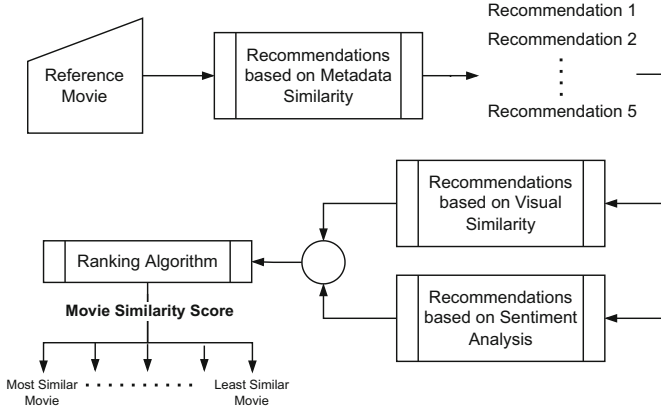 Reference
Movie
Recommendations
based on Metadata
Similarity
Recommendation 1
Recommendation 2
Recommendation 5
Recommendations
based on Visual
Similarity
Recommendations
based on Sentiment
Analysis
Ranking Algorithm
Movie Similarity Score
Most Similar
Movie
Least Similar
Movie